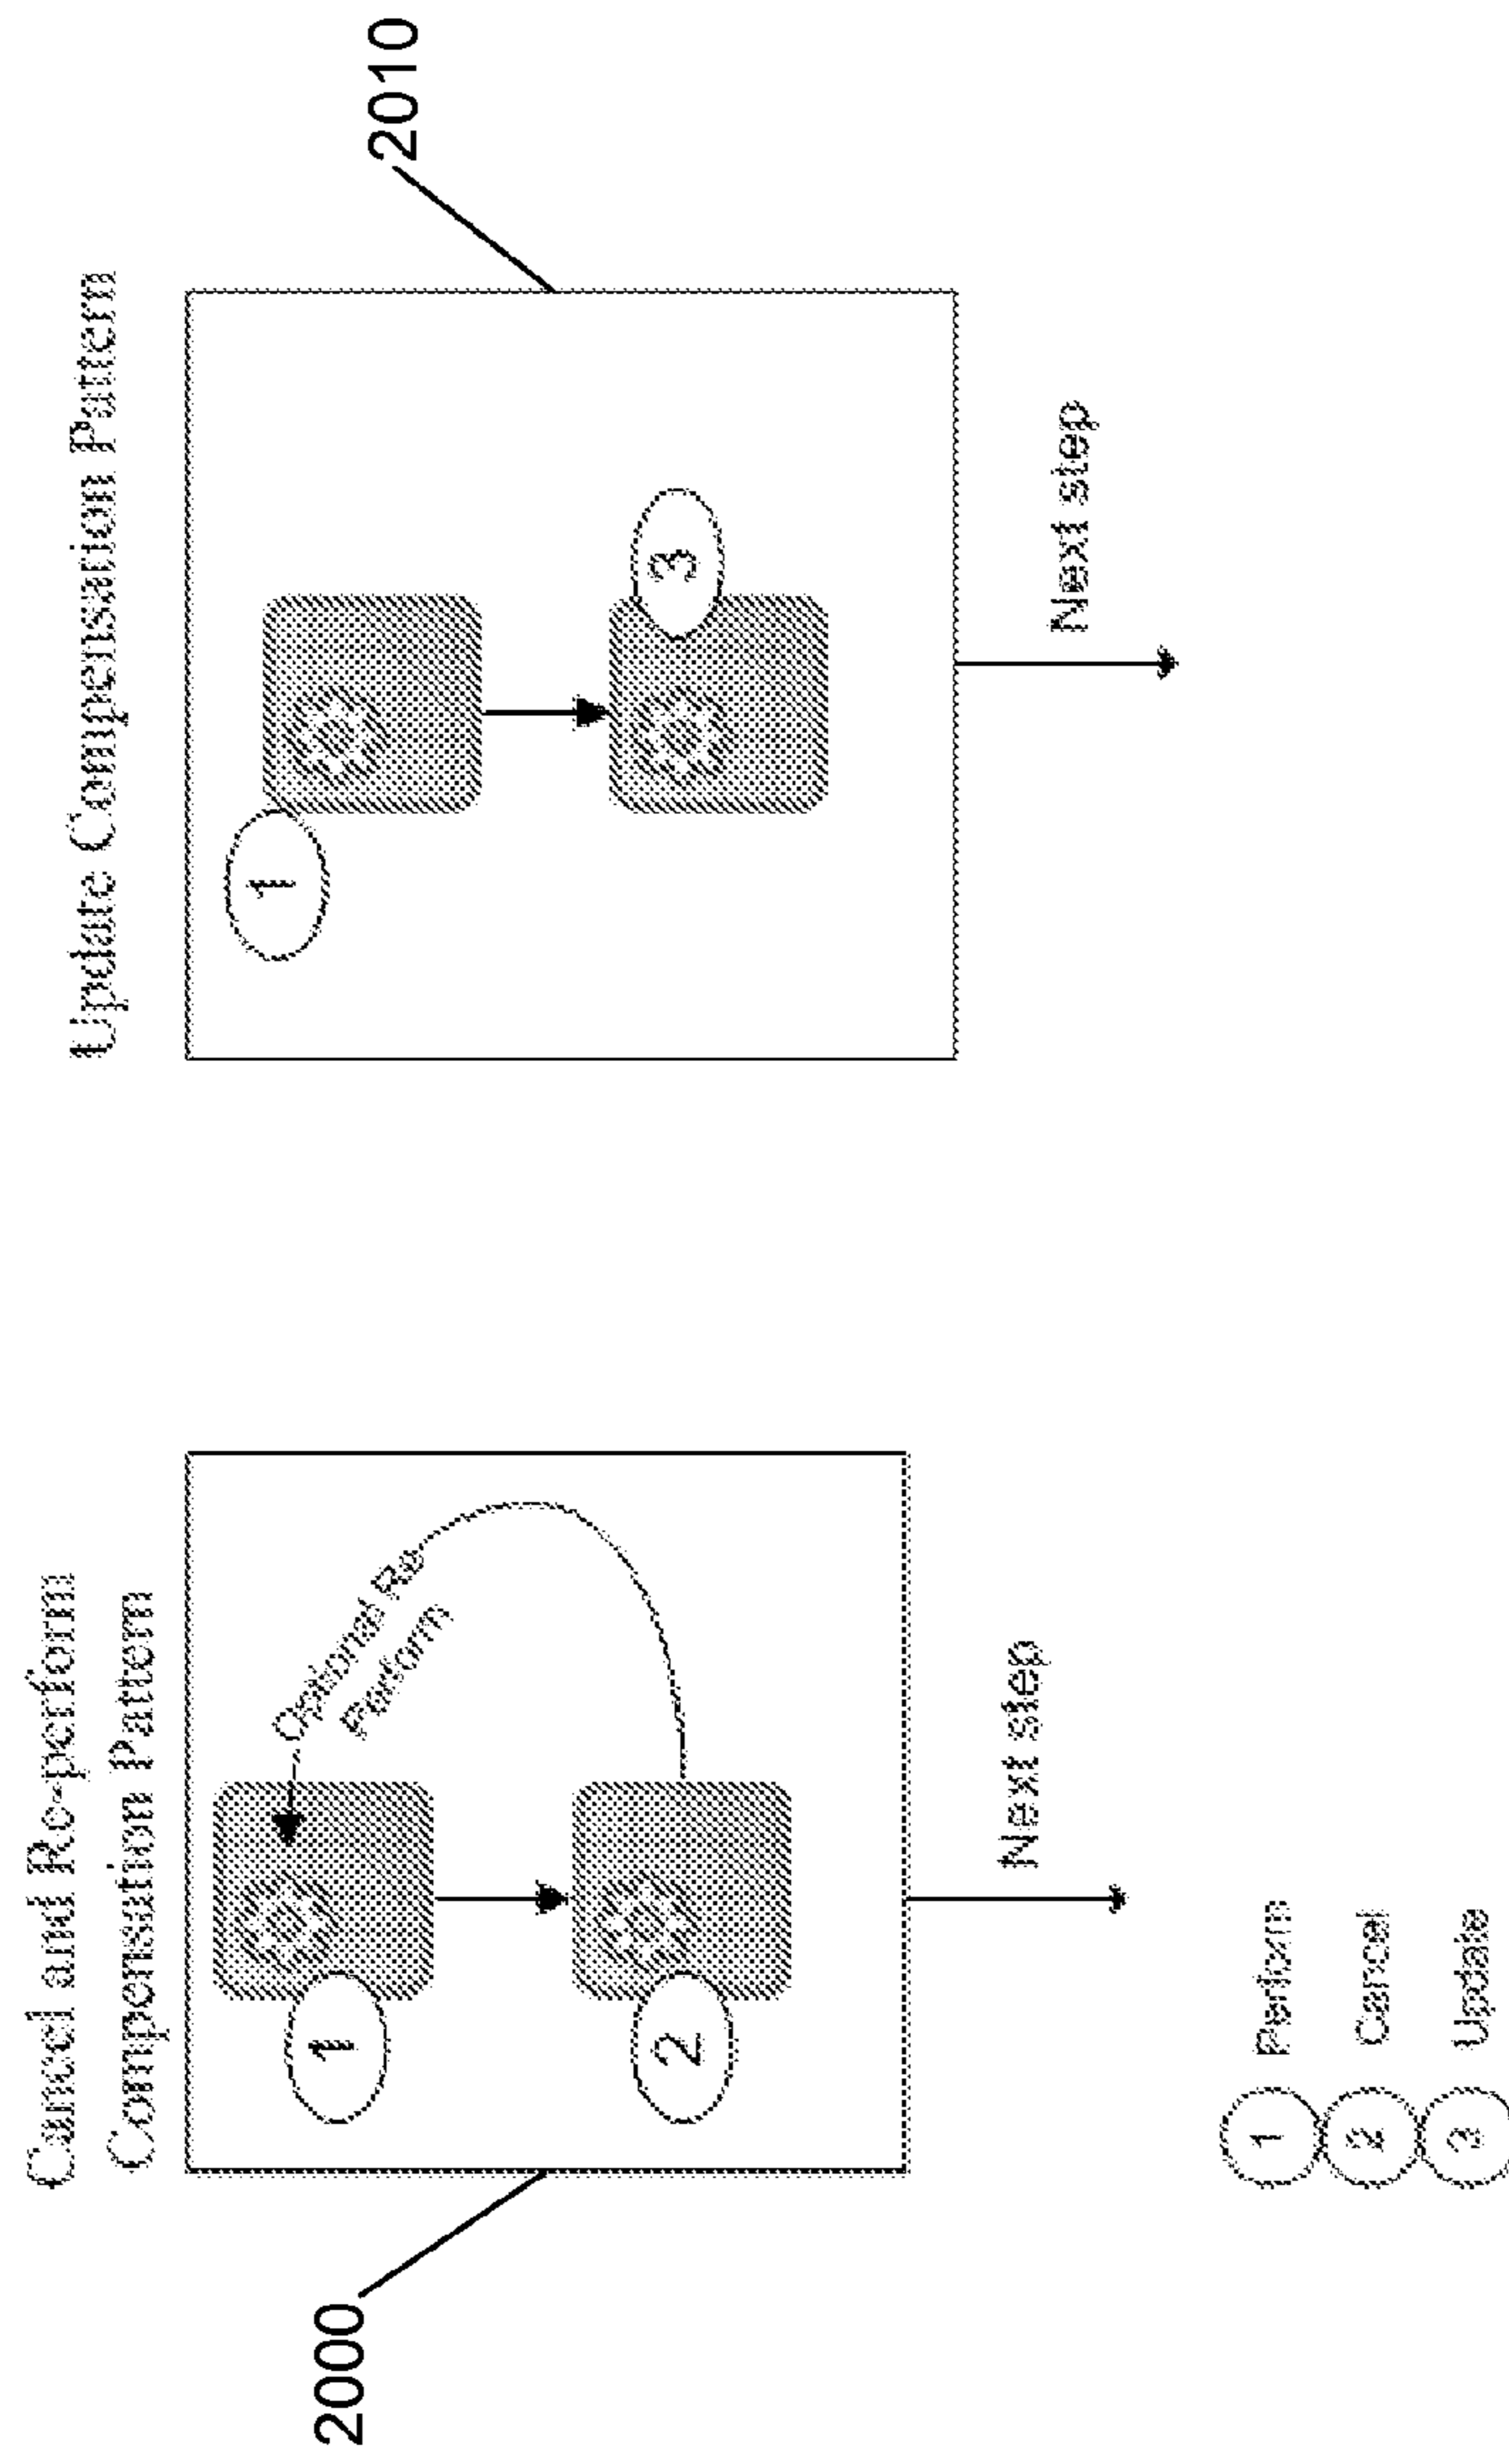 Cancel and Re-perform
Compensation Pattern
2000
1
Optional Re
Perform
2
Next step
Update Compensation Pattern
2010
1
3
Next step
1 Perform
2 Cancel
3 Update